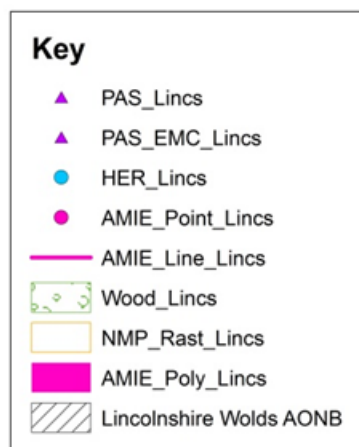 Key
PAS_Lincs
PAS_EMC_Lincs
HER_Lincs
AMIE_Point_Lincs
AMIE_Line_Lincs
Wood_Lincs
NMP_Rast_Lincs
AMIE_Poly_Lincs
Lincolnshire Wolds AONB